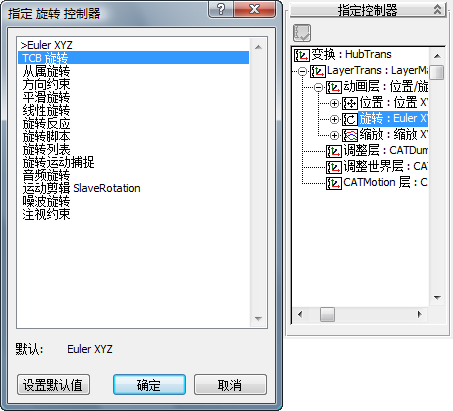 指定 旋转 控制器
>Euler XYZ
TCB 旋转
从属旋转
方向约束
平滑旋转
线性旋转
旋转反应
旋转脚本
旋转列表
旋转运动捕捉
音频旋转
运动剪辑 SlaveRotation
噪波旋转
注视约束
默认: Euler XYZ
设置默认值 确定 取消
指定控制器
变换 : HubTrans
LayerTrans : LayerMa
动画层 : 位置/旋
位置 : 位置 XY
旋转 : Euler X
缩放 : 缩放 XY
调整层 : CATDum
调整世界层 : CAT
CATMotion 层 : C